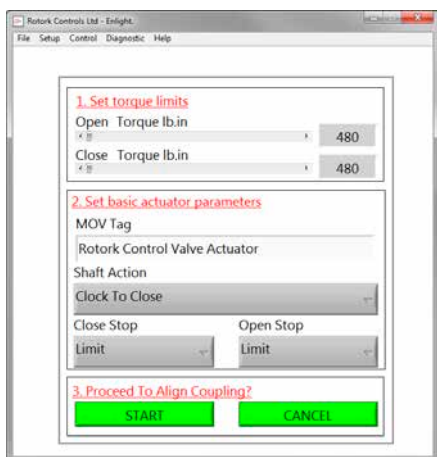 Rotork Controls Ltd - Enlight.
File Setup Control Diagnostic Help
1. Set torque limits
Open Torque lb.in
480
Close Torque lb.in
480
2. Set basic actuator parameters
MOV Tag
Rotork Control Valve Actuator
Shaft Action
Clock To Close
Close Stop Open Stop
Limit Limit
3. Proceed To Align Coupling?
START CANCEL